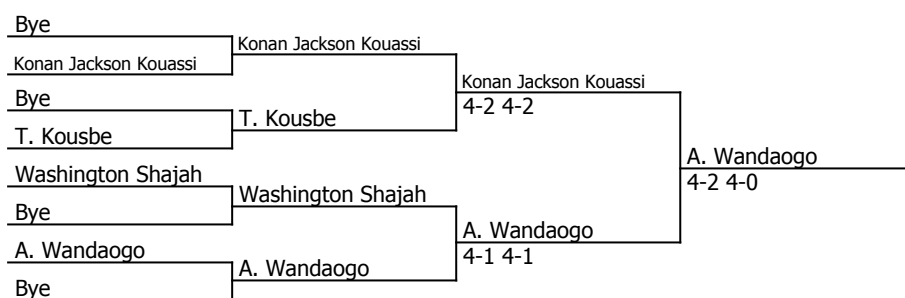 Bye
Konan Jackson Kouassi
Konan Jackson Kouassi
Konan Jackson Kouassi
Bye
4-2 4-2
T. Kousbe
T. Kousbe
A. Wandaogo
Washington Shajah
4-2 4-0
Washington Shajah
Bye
A. Wandaogo
A. Wandaogo
4-1 4-1
A. Wandaogo
Bye